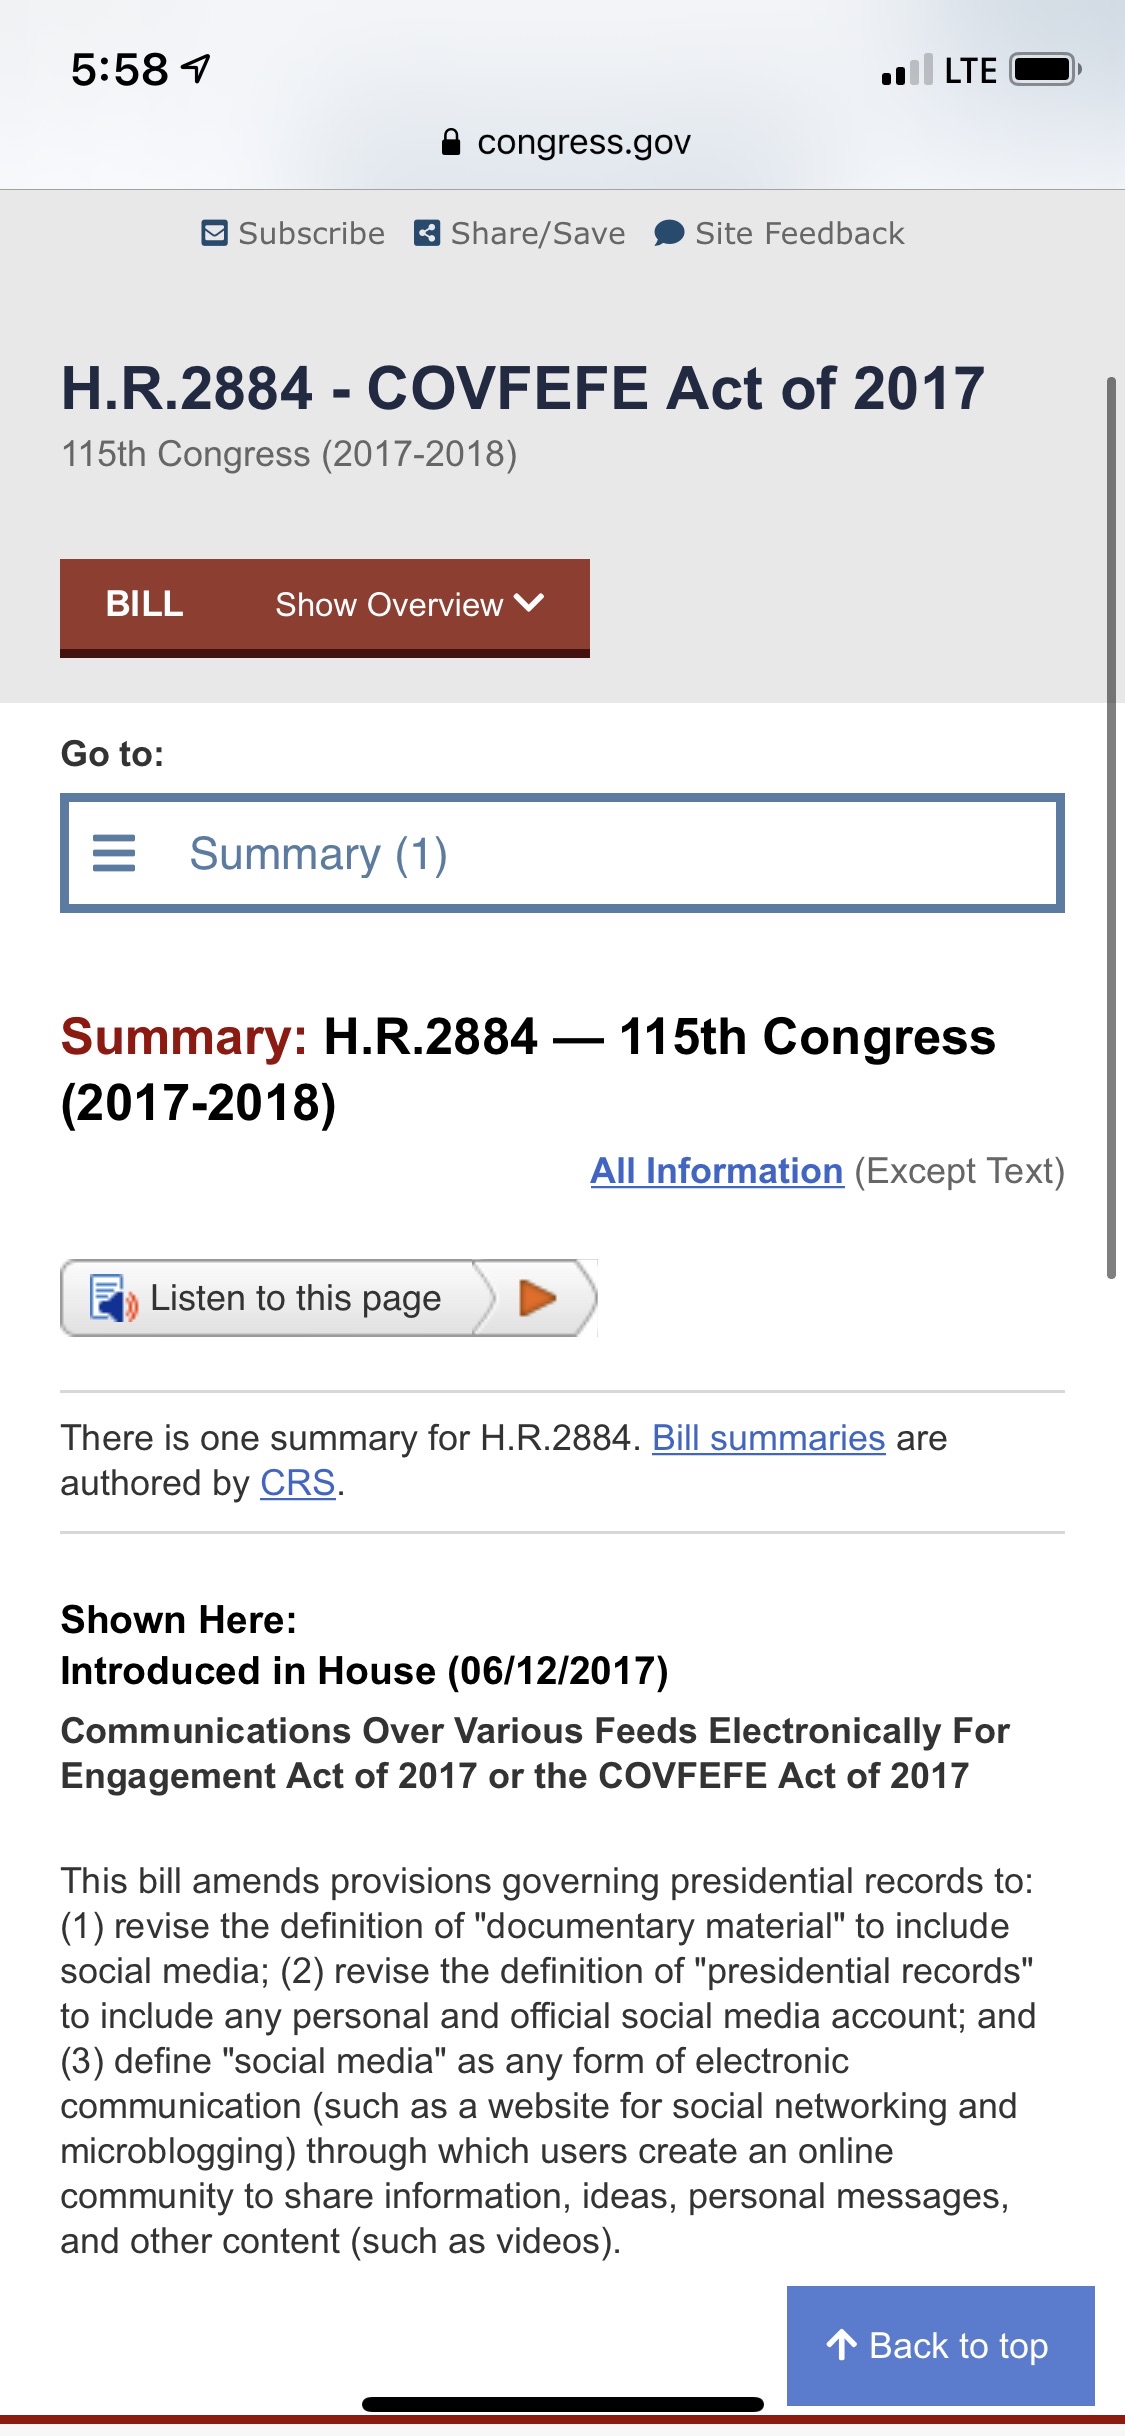 5:58
LTE
congress.gov
Subscribe Share/Save Site Feedback
H.R.2884 - COVFEFE Act of 2017
115th Congress (2017-2018)
BILL Show Overview
Go to:
Summary (1)
Summary: H.R.2884 — 115th Congress
(2017-2018)
All Information (Except Text)
Listen to this page
There is one summary for H.R.2884. Bill summaries are
authored by CRS.
Shown Here:
Introduced in House (06/12/2017)
Communications Over Various Feeds Electronically For
Engagement Act of 2017 or the COVFEFE Act of 2017
This bill amends provisions governing presidential records to:
(1) revise the definition of "documentary material" to include
social media; (2) revise the definition of "presidential records"
to include any personal and official social media account; and
(3) define "social media" as any form of electronic
communication (such as a website for social networking and
microblogging) through which users create an online
community to share information, ideas, personal messages,
and other content (such as videos).
Back to top